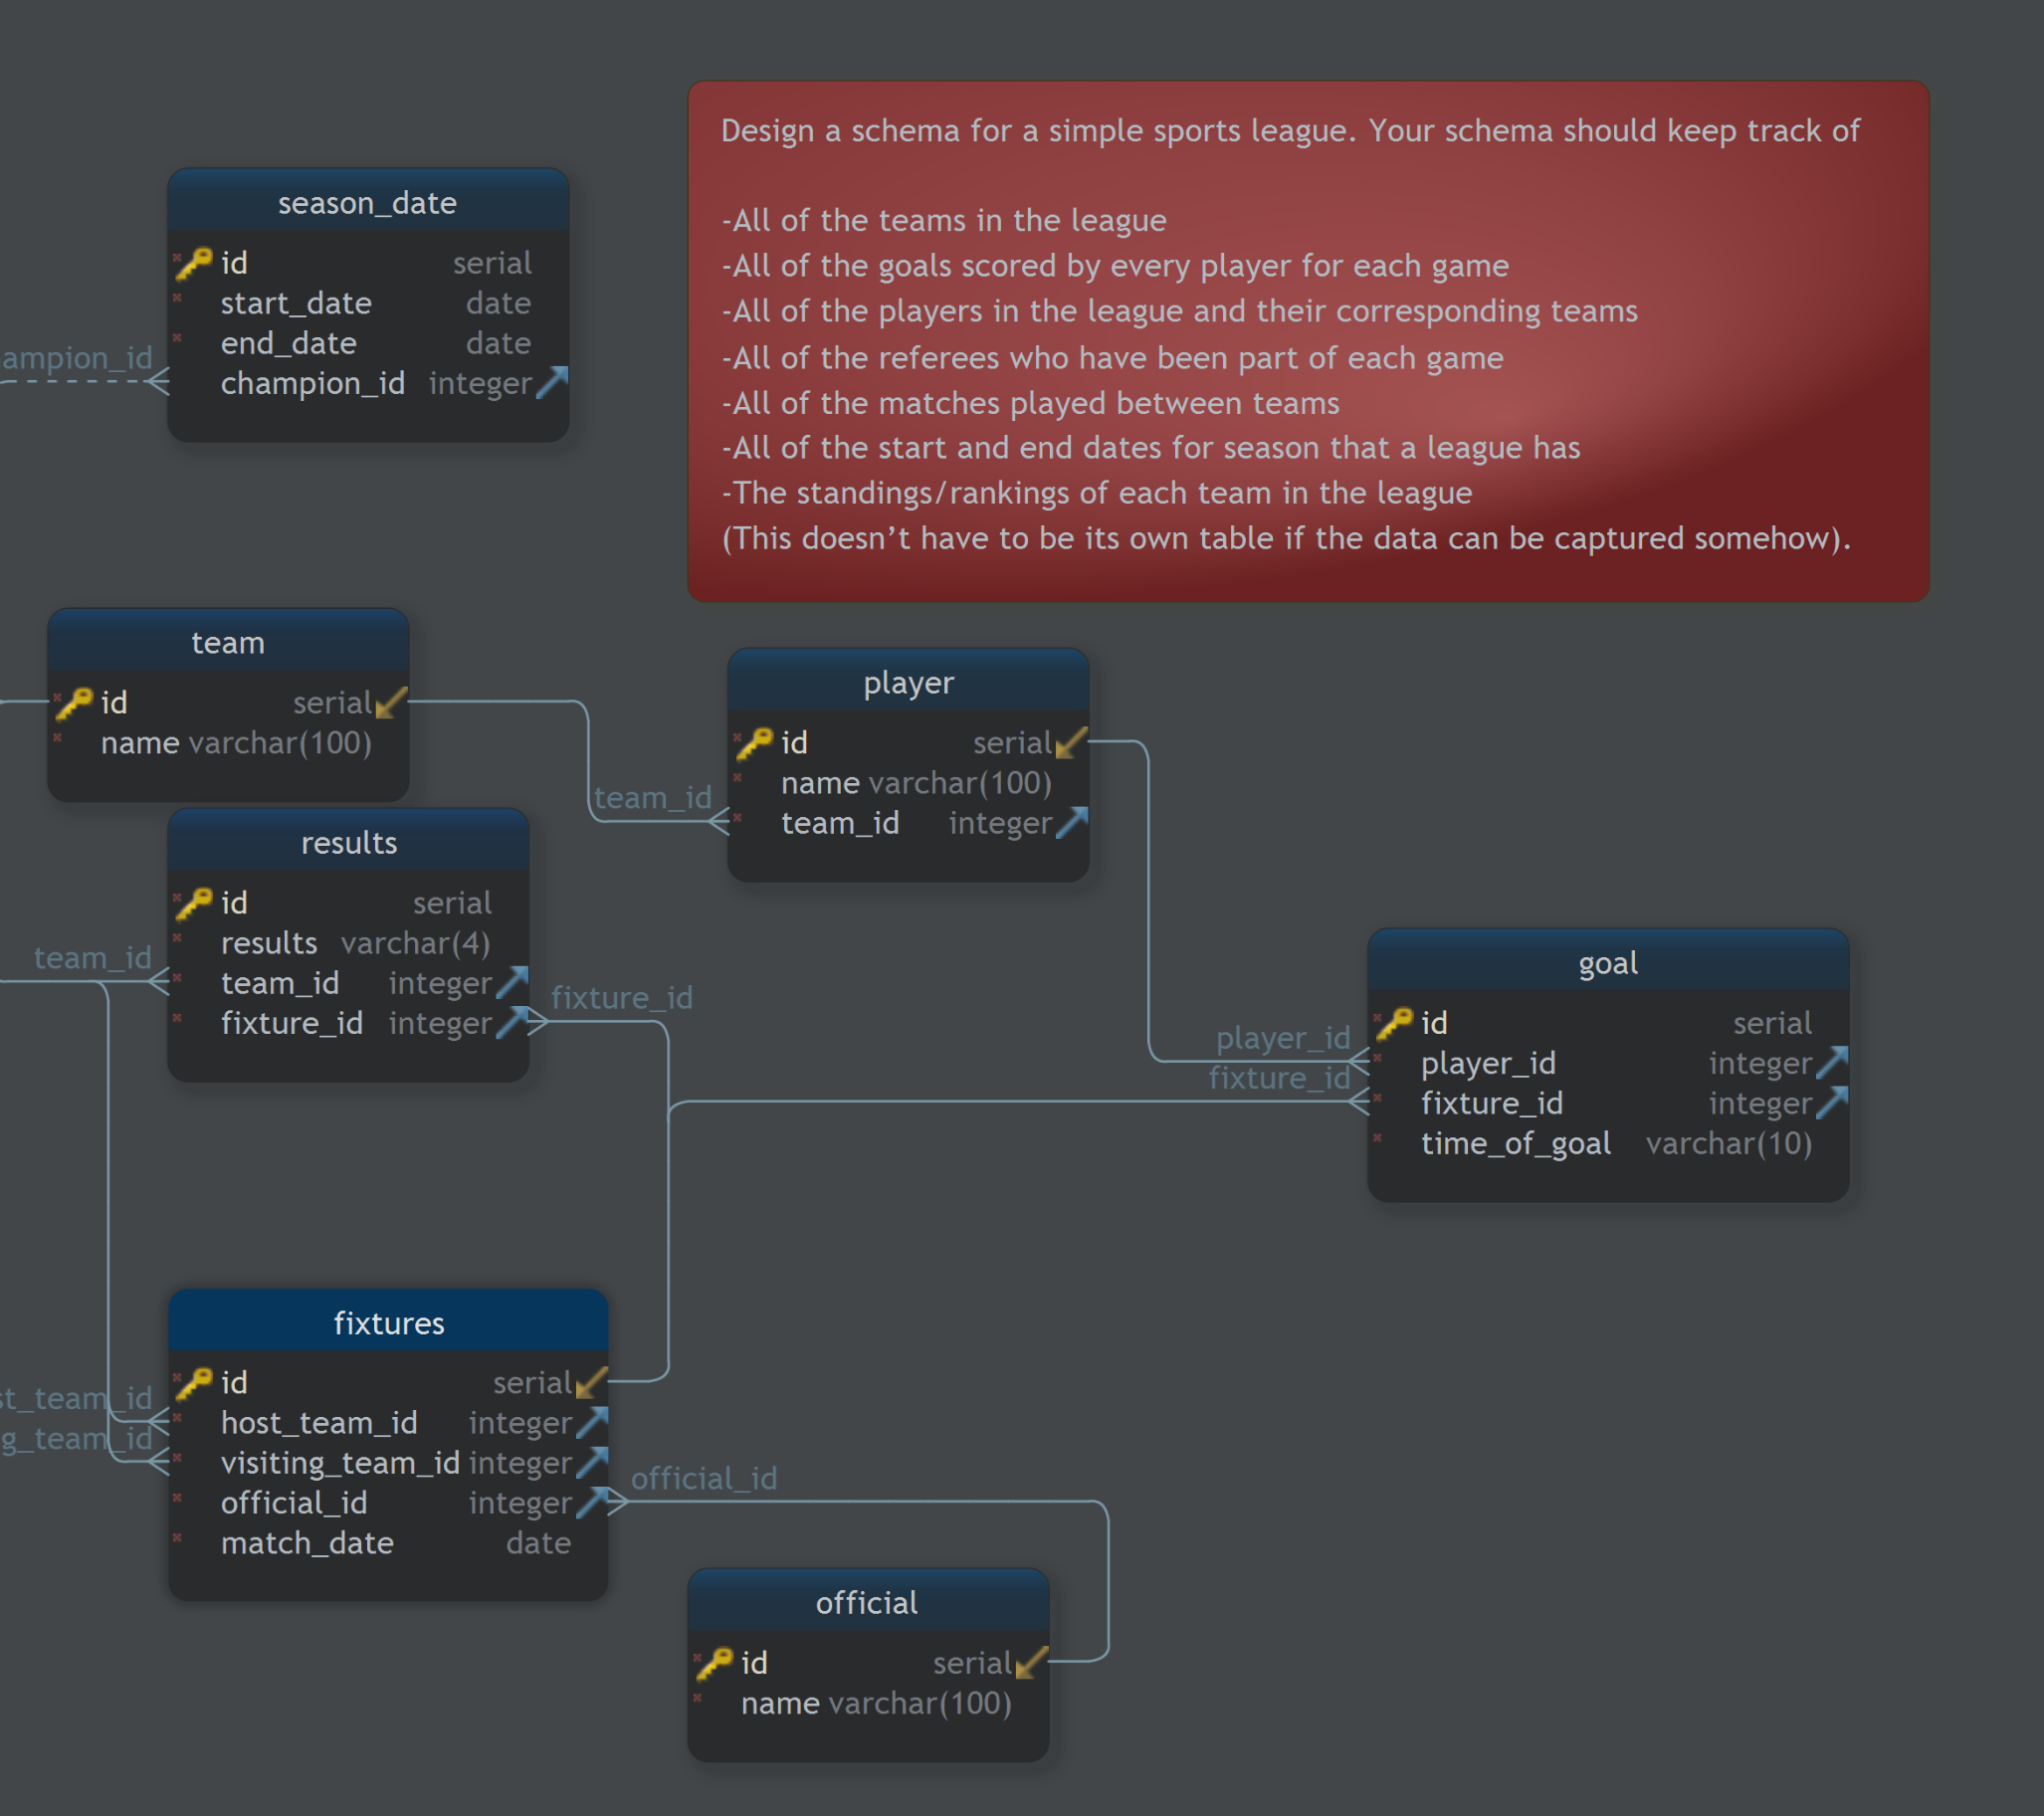 Design a schema for a simple sports league. Your schema should keep track of
-All of the teams in the league
-All of the goals scored by every player for each game
-All of the players in the league and their corresponding teams
-All of the referees who have been part of each game
-All of the matches played between teams
-All of the start and end dates for season that a league has
-The standings/rankings of each team in the league
(This doesn’t have to be its own table if the data can be captured somehow).
season_date
id serial
start_date date
end_date date
ampion_id
champion_id integer
team
id serial
name varchar(100)
player
id serial
name varchar(100)
team_id
team_id integer
results
id serial
results varchar(4)
team_id
team_id integer
fixture_id
fixture_id integer
goal
id serial
player_id
player_id integer
fixture_id
fixture_id integer
time_of_goal varchar(10)
fixtures
id serial
st_team_id
host_team_id integer
g_team_id
visiting_team_id integer
official_id
official_id integer
match_date date
official
id serial
name varchar(100)